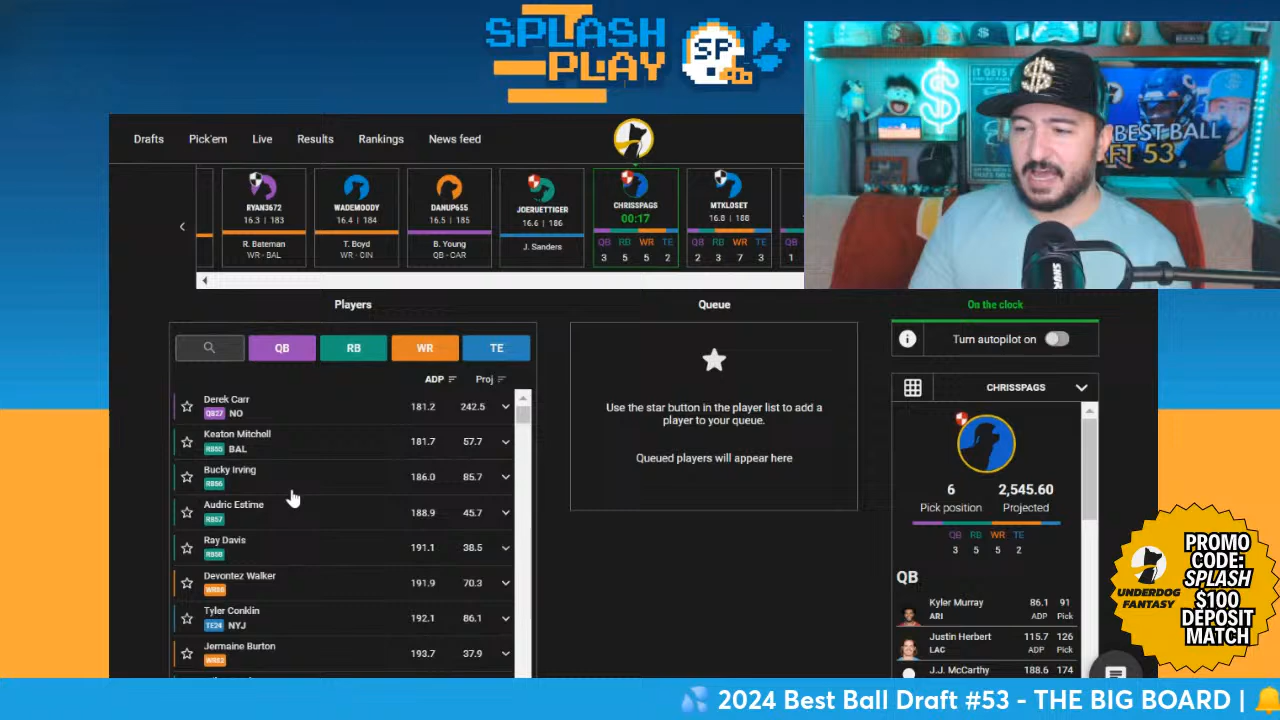 SPLASH
PLAY
SP
$
IT GETS
BEST BALL
FT 53
Drafts Pick'em Live Results Rankings News feed
RYAN3672
16.3 | 183
R. Bateman
WR - BAL
WADEMOODY
16.4 | 184
T. Boyd
WR - CIN
DANUP655
16.5 | 185
B. Young
QB - CAR
JOERUETTIGER
16.6 | 186
J. Sanders
CHRISSPAGS
00:17
QB RB WR TE
3 5 5 2
MTKLOSET
16.8 | 188
QB RB WR TE
2 3 7 3
QB
1
Players
QB RB WR TE
ADP Proj
Derek Carr
QB27 NO
181.2 242.5
Keaton Mitchell
RB55 BAL
181.7 57.7
Bucky Irving
RB56
186.0 85.7
Audric Estime
RB57
188.9 45.7
Ray Davis
RB58
191.1 38.5
Devontez Walker
191.9 70.3
Tyler Conklin
TE24 NYJ
192.1 86.1
Jermaine Burton
193.7 37.9
Queue
Use the star button in the player list to add a
player to your queue.
Queued players will appear here
On the clock
Turn autopilot on
CHRISSPAGS
6 2,545.60
Pick position Projected
QB RB WR TE
3 5 5 2
QB
Kyler Murray 86.1 91
ARI ADP Pick
Justin Herbert 115.7 126
LAC ADP Pick
J.J. McCarthy 188.6 174
UNDERDOG
FANTASY
PROMO
CODE:
SPLASH
$100
DEPOSIT
MATCH
2024 Best Ball Draft #53 - THE BIG BOARD |